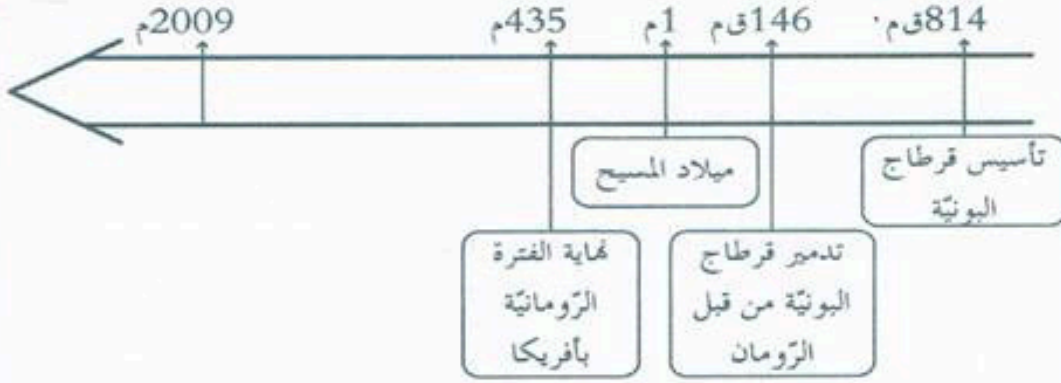 814ق م 146ق م 1م 435م 2009م
تأسيس قرطاج
البونيّة
ميلاد المسيح
تدمير قرطاج
البونيّة من قبل
الرّومان
نهاية الفترة
الرّومانيّة
بأفريكا